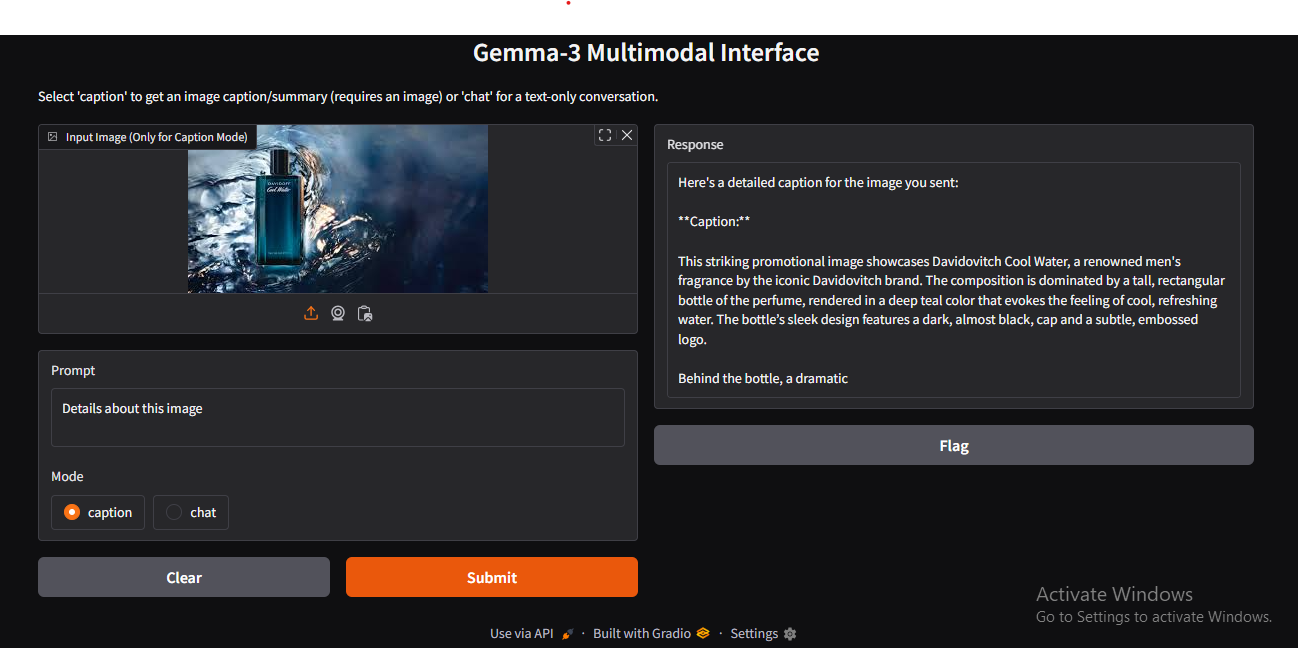 Gemma-3 Multimodal Interface
Select 'caption' to get an image caption/summary (requires an image) or 'chat' for a text-only conversation.
Input Image (Only for Caption Mode)
DAVIDOFF
Cool Water
Prompt
Details about this image
Mode
caption
chat
Clear
Submit
Response
Here's a detailed caption for the image you sent:
**Caption:**
This striking promotional image showcases Davidovitch Cool Water, a renowned men's
fragrance by the iconic Davidovitch brand. The composition is dominated by a tall, rectangular
bottle of the perfume, rendered in a deep teal color that evokes the feeling of cool, refreshing
water. The bottle’s sleek design features a dark, almost black, cap and a subtle, embossed
logo.
Behind the bottle, a dramatic
Flag
Activate Windows
Go to Settings to activate Windows.
Use via API · Built with Gradio · Settings